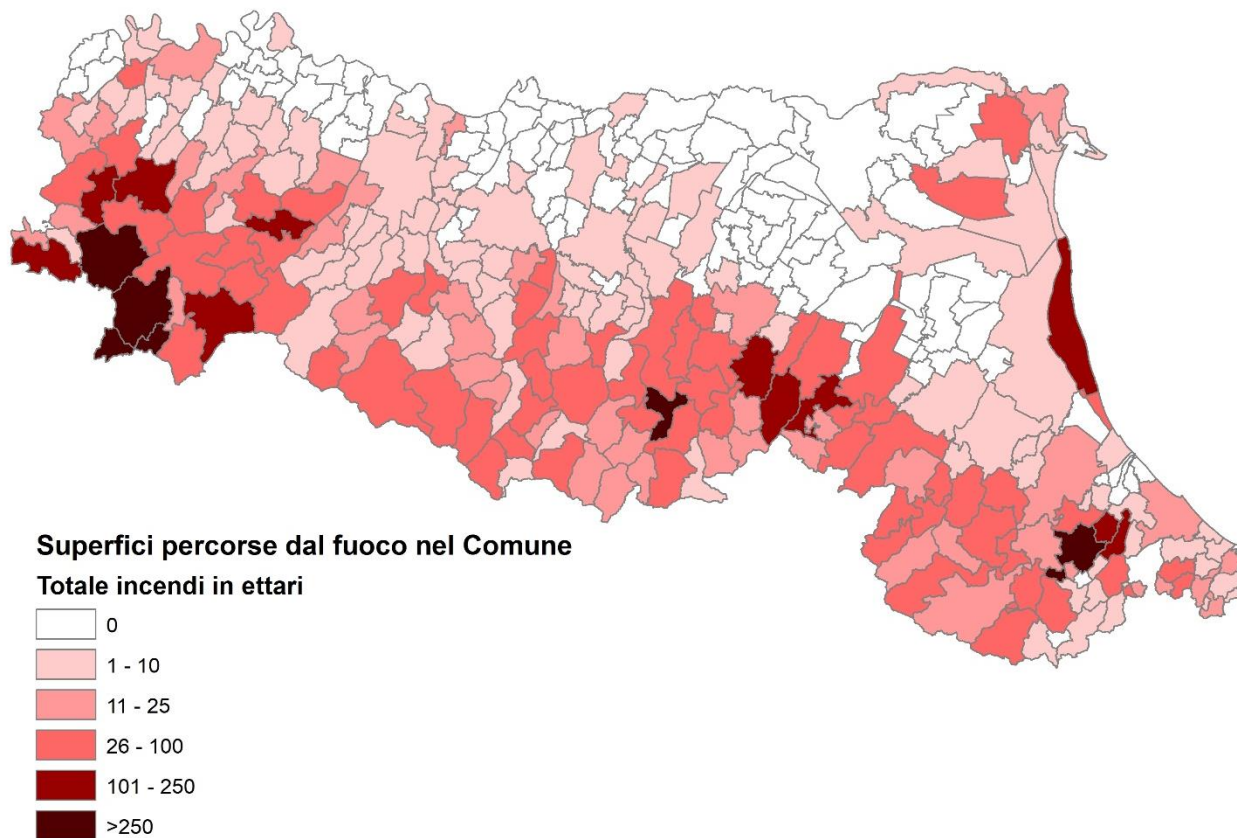 Superfici percorse dal fuoco nel Comune
Totale incendi in ettari
0
1 - 10
11 - 25
26 - 100
101 - 250
>250